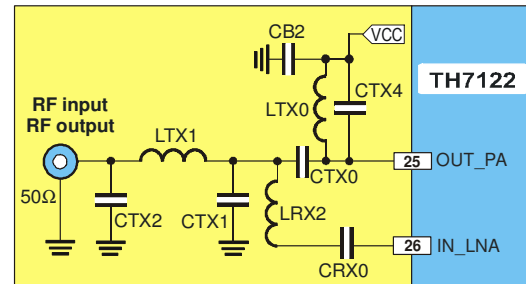 CB2
VCC
TH7122
LTX0
CTX4
RF input
RF output
LTX1
25
OUT_PA
CTX0
50Ω
CTX2
CTX1
LRX2
26
IN_LNA
CRX0